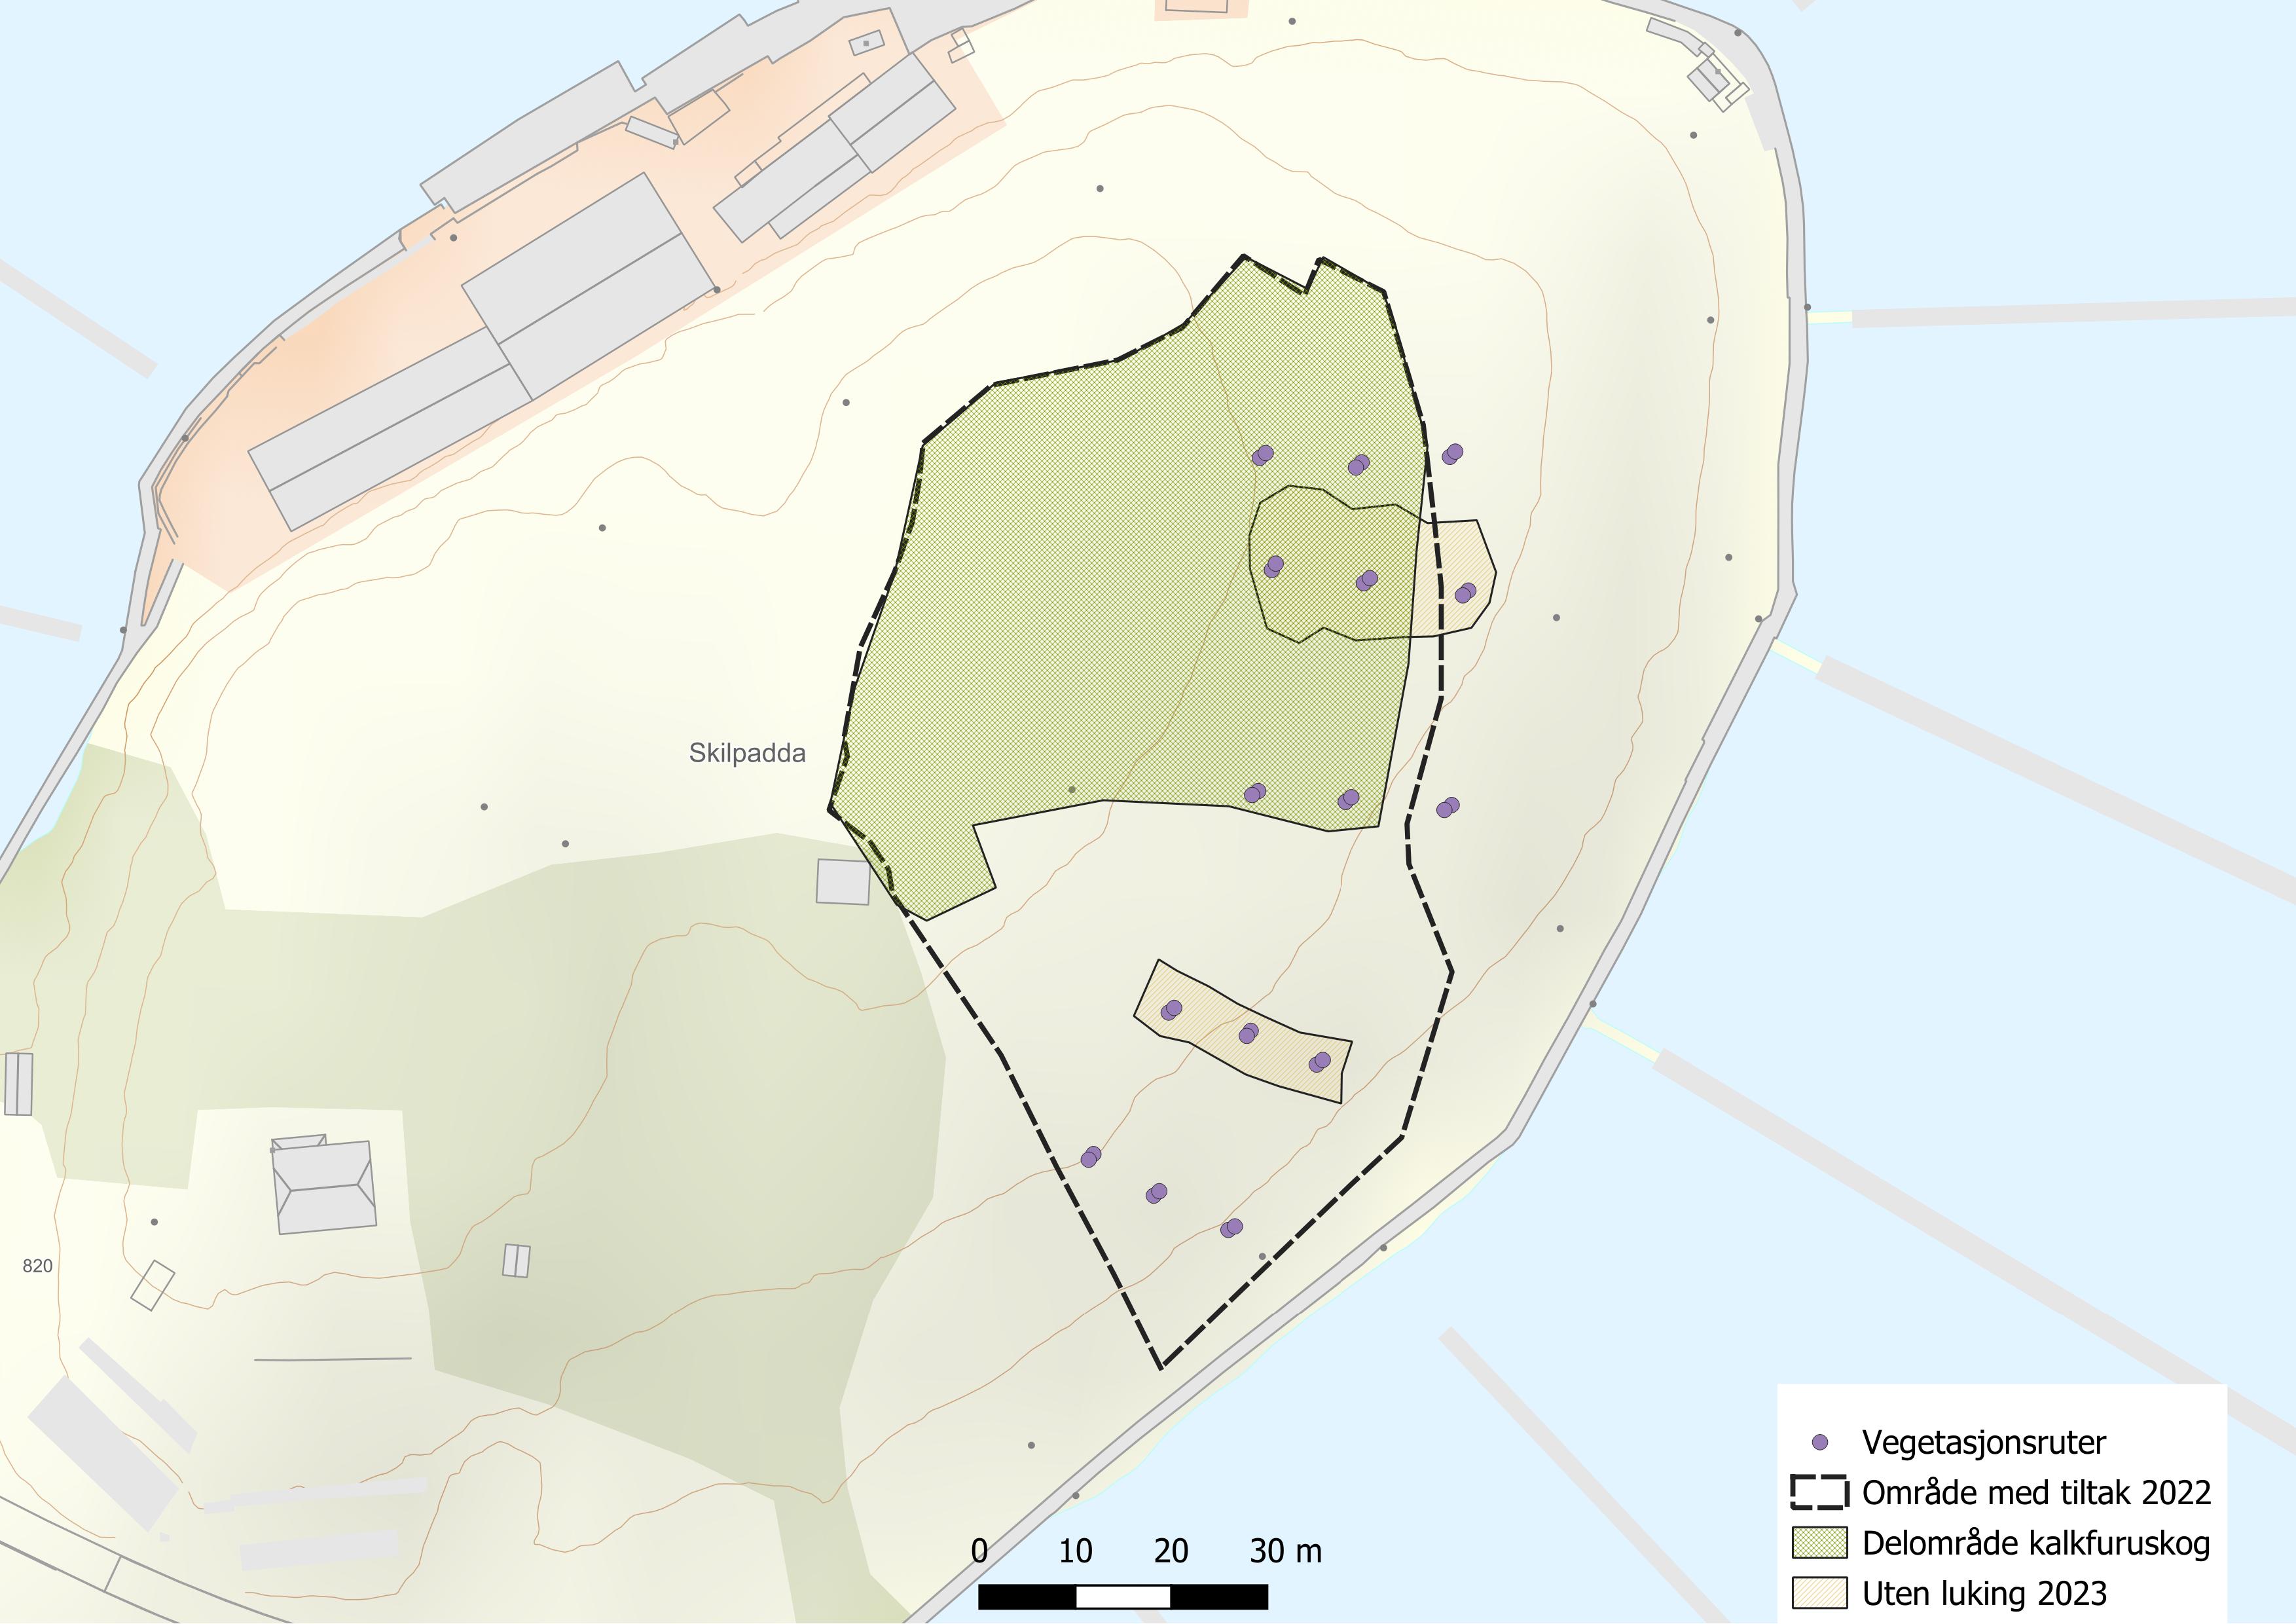 Skilpadda
820
Vegetasjonsruter
Område med tiltak 2022
Delområde kalkfuruskog
Uten luking 2023
0 10 20 30 m